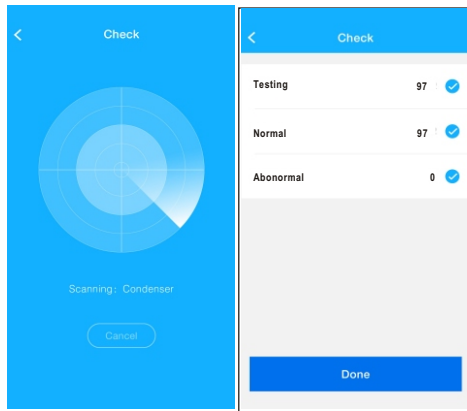 Check
Scanning: Condenser
Cancel
Check
Testing 97
Normal 97
Abonormal 0
Done